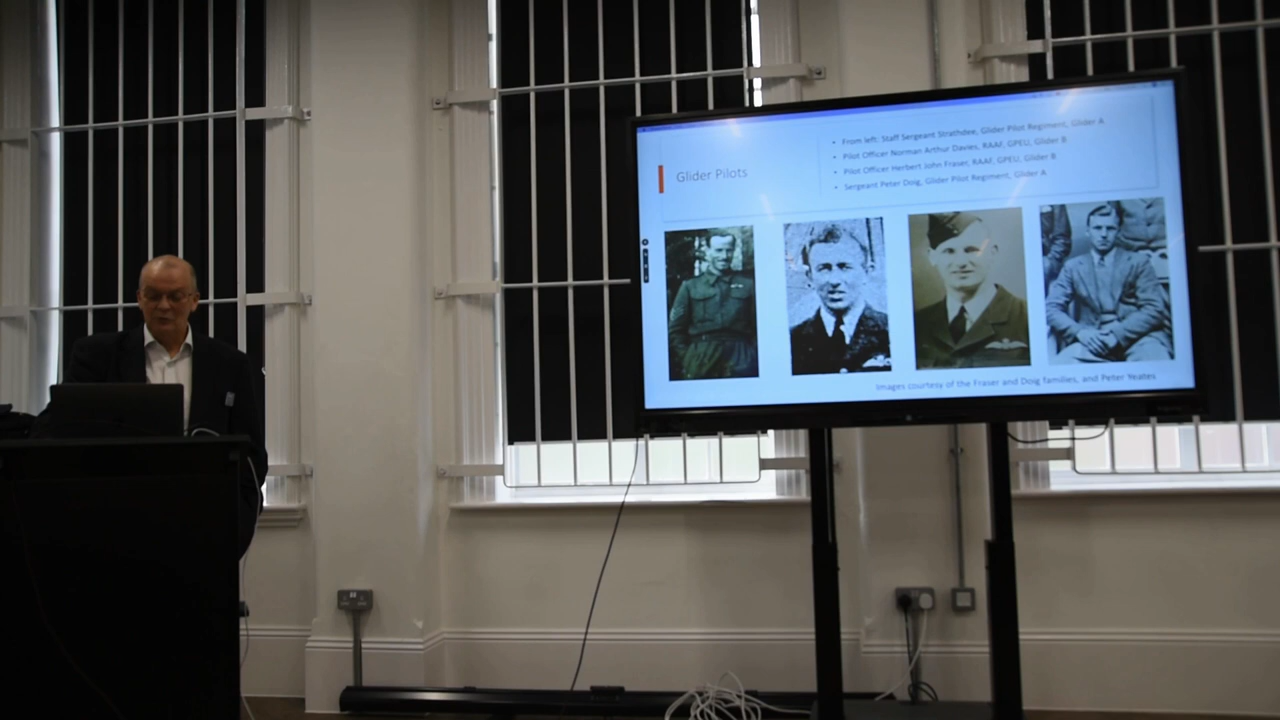 Glider Pilots
• From left: Staff Sergeant Strathdee, Glider Pilot Regiment, Glider A
• Pilot Officer Norman Arthur Davies, RAAF, GPEU, Glider B
• Pilot Officer Herbert John Fraser, RAAF, GPEU, Glider B
• Sergeant Peter Doig, Glider Pilot Regiment, Glider A
Images courtesy of the Fraser and Doig families, and Peter Yeates